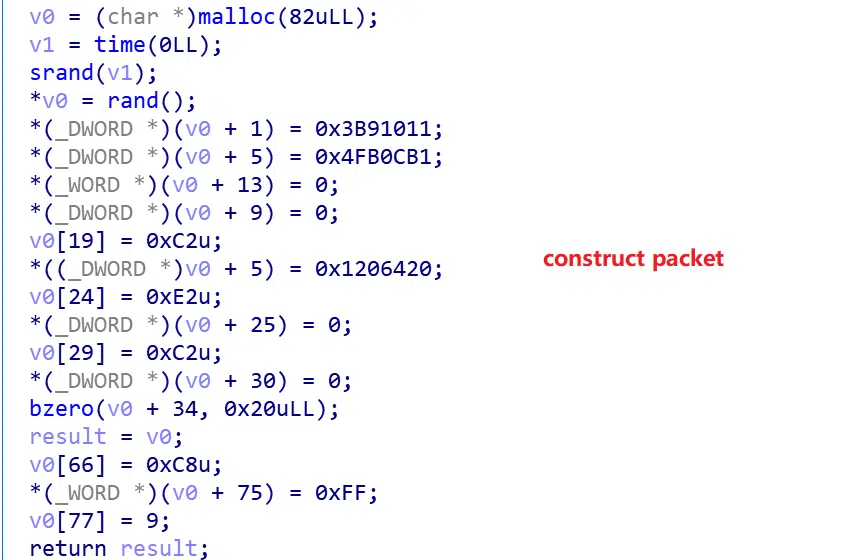 v0 = (char *)malloc(82uLL);
v1 = time(0LL);
srand(v1);
*v0 = rand();
*(_DWORD *)(v0 + 1) = 0x3B91011;
*(_DWORD *)(v0 + 5) = 0x4FB0CB1;
*(_WORD *)(v0 + 13) = 0;
*(_DWORD *)(v0 + 9) = 0;
v0[19] = 0xC2u;
*((_DWORD *)v0 + 5) = 0x1206420;
construct packet
v0[24] = 0xE2u;
*(_DWORD *)(v0 + 25) = 0;
v0[29] = 0xC2u;
*(_DWORD *)(v0 + 30) = 0;
bzero(v0 + 34, 0x20uLL);
result = v0;
v0[66] = 0xC8u;
*(_WORD *)(v0 + 75) = 0xFF;
v0[77] = 9;
return result;